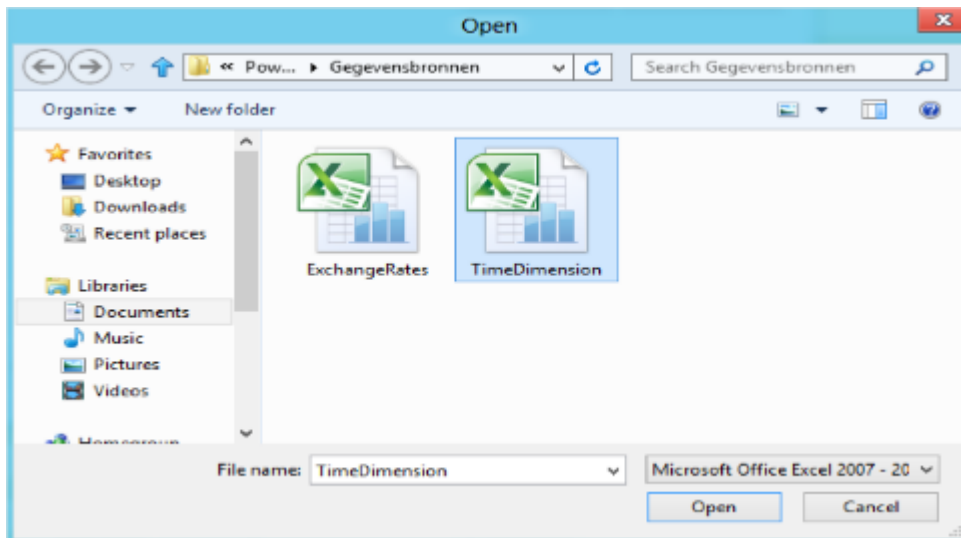 Open
« Pow... ▸ Gegevensbronnen
Search Gegevensbronnen
Organize
New folder
Favorites
Desktop
Downloads
Recent places
Libraries
Documents
Music
Pictures
Videos
Homegroup
ExchangeRates
TimeDimension
File name: TimeDimension
Microsoft Office Excel 2007 - 20
Open
Cancel